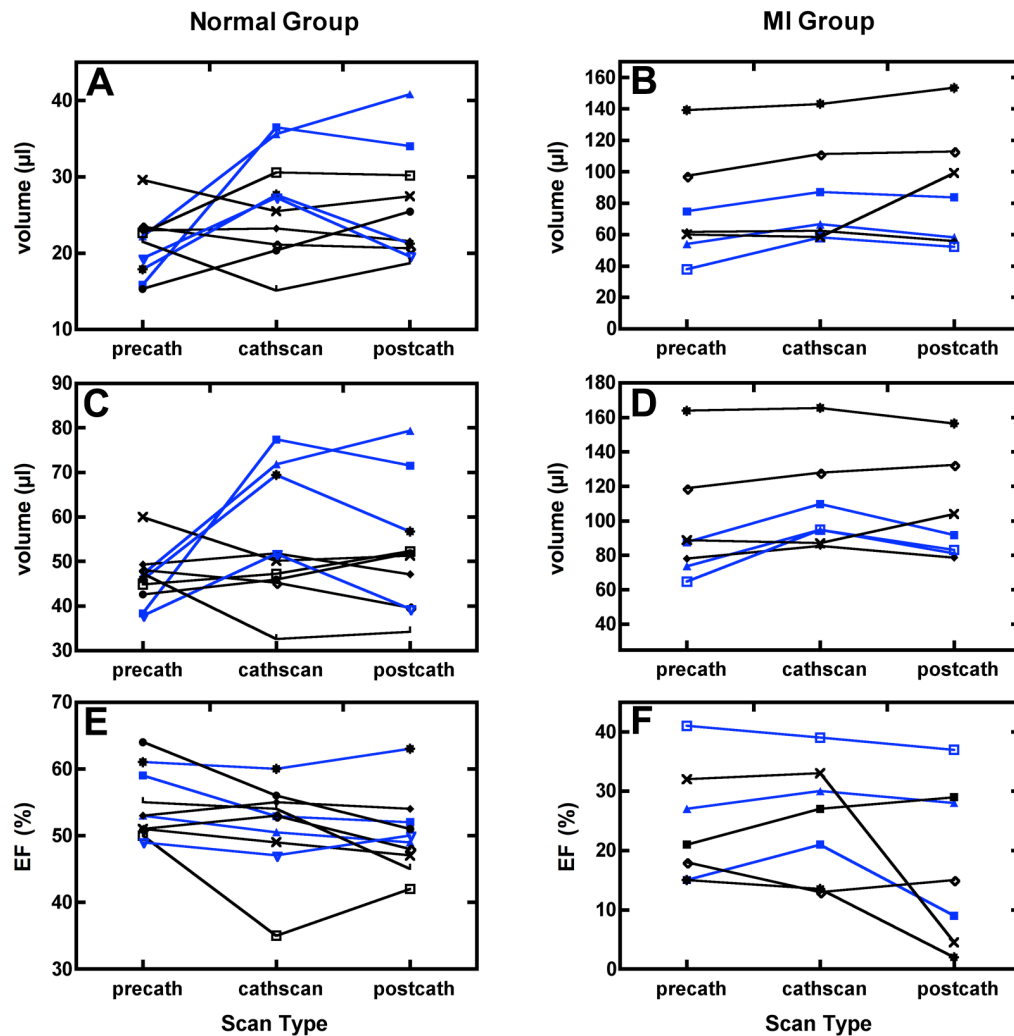 Normal Group
MI Group
A
volume (µl)
40
30
20
10
precath cathscan postcath
B
volume (µl)
160
140
120
100
80
60
40
20
0
precath cathscan postcath
C
volume (µl)
90
80
70
60
50
40
30
precath cathscan postcath
D
volume (µl)
180
160
140
120
100
80
60
40
precath cathscan postcath
E
EF (%)
70
60
50
40
30
precath cathscan postcath
Scan Type
F
EF (%)
40
30
20
10
0
precath cathscan postcath
Scan Type